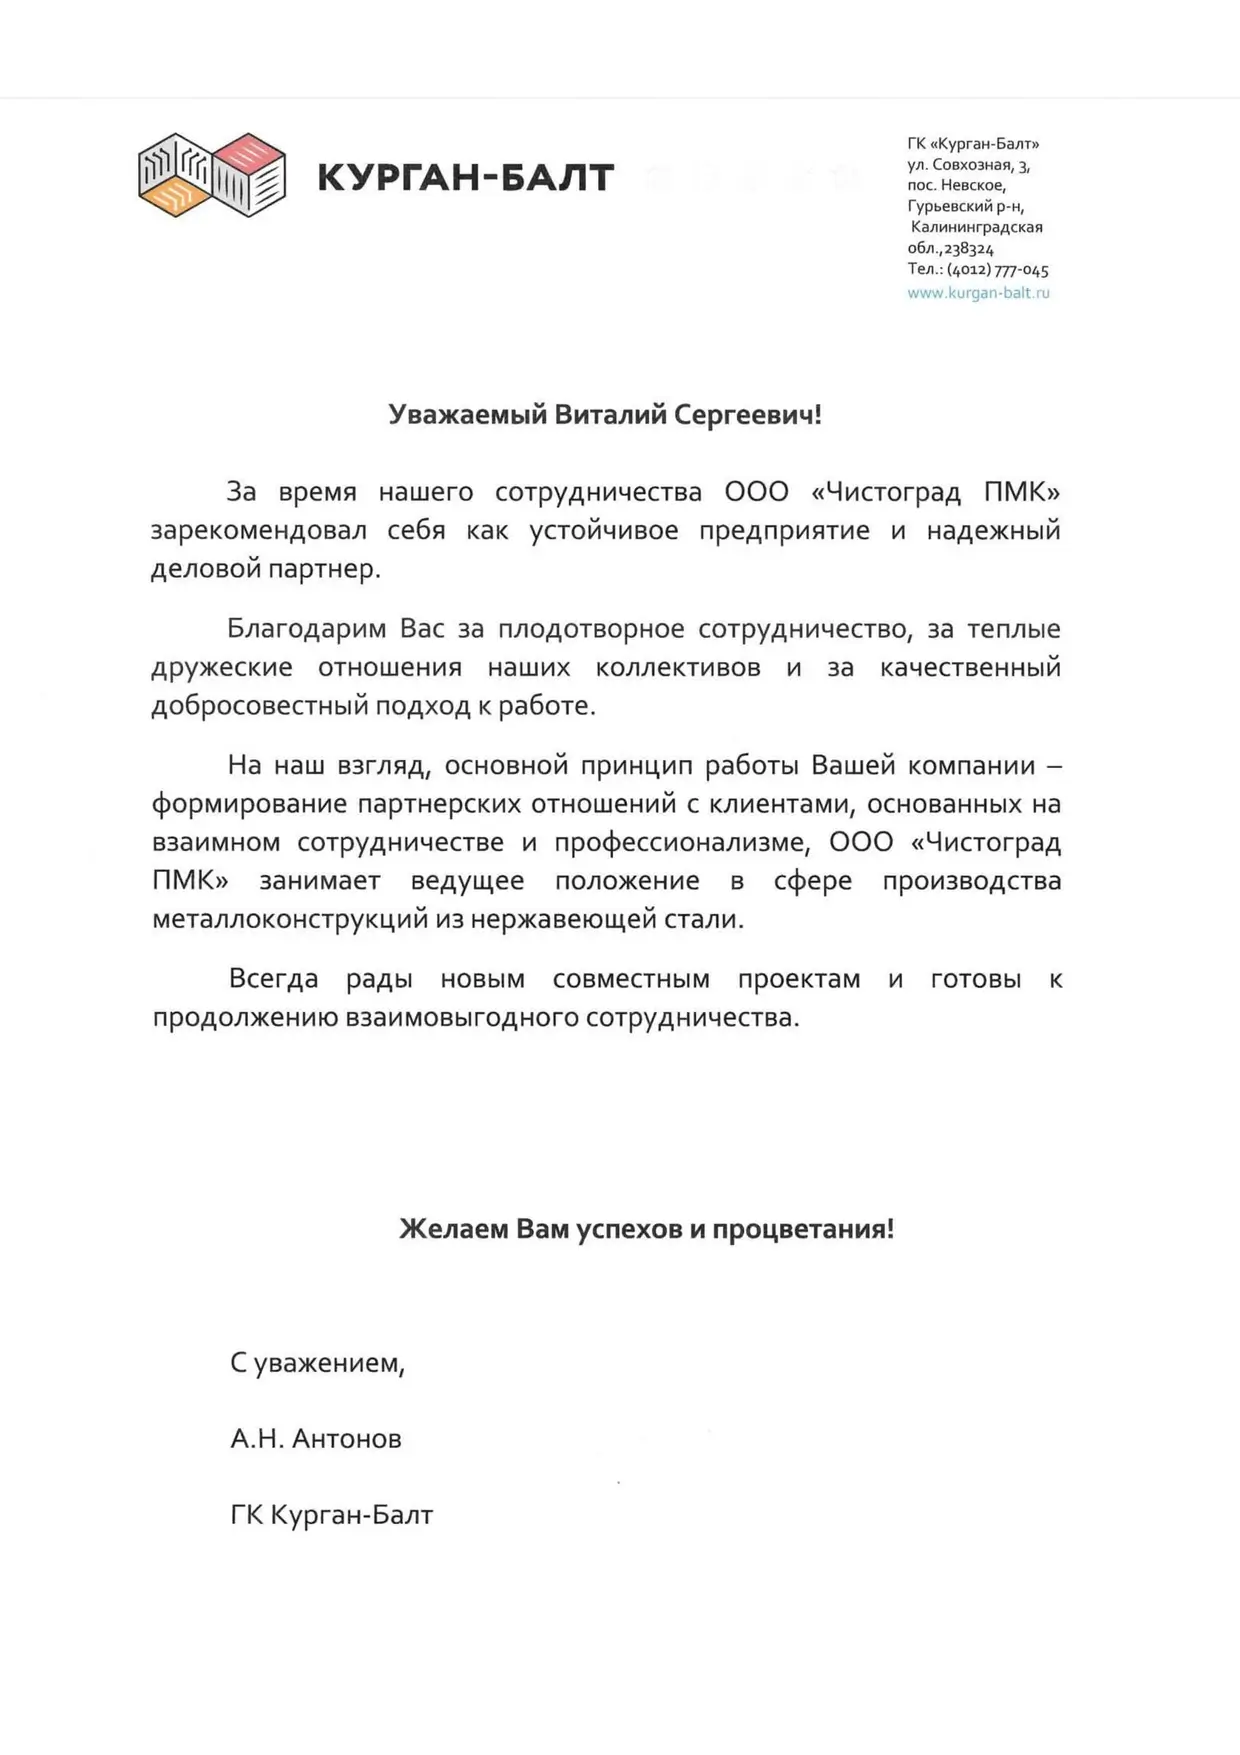 КУРГАН-БАЛТ
ГК «Курган-Балт»
ул. Совхозная, 3,
пос. Невское,
Гурьевский р-н,
Калининградская
обл.,238324
Тел.: (4012) 777-045
www.kurgan-balt.ru
Уважаемый Виталий Сергеевич!
За время нашего сотрудничества ООО «Чистоград ПМК»
зарекомендовал себя как устойчивое предприятие и надежный
деловой партнер.
Благодарим Вас за плодотворное сотрудничество, за теплые
дружеские отношения наших коллективов и за качественный
добросовестный подход к работе.
На наш взгляд, основной принцип работы Вашей компании –
формирование партнерских отношений с клиентами, основанных на
взаимном сотрудничестве и профессионализме, ООО «Чистоград
ПМК» занимает ведущее положение в сфере производства
металлоконструкций из нержавеющей стали.
Всегда рады новым совместным проектам и готовы к
продолжению взаимовыгодного сотрудничества.
Желаем Вам успехов и процветания!
С уважением,
А.Н. Антонов
ГК Курган-Балт